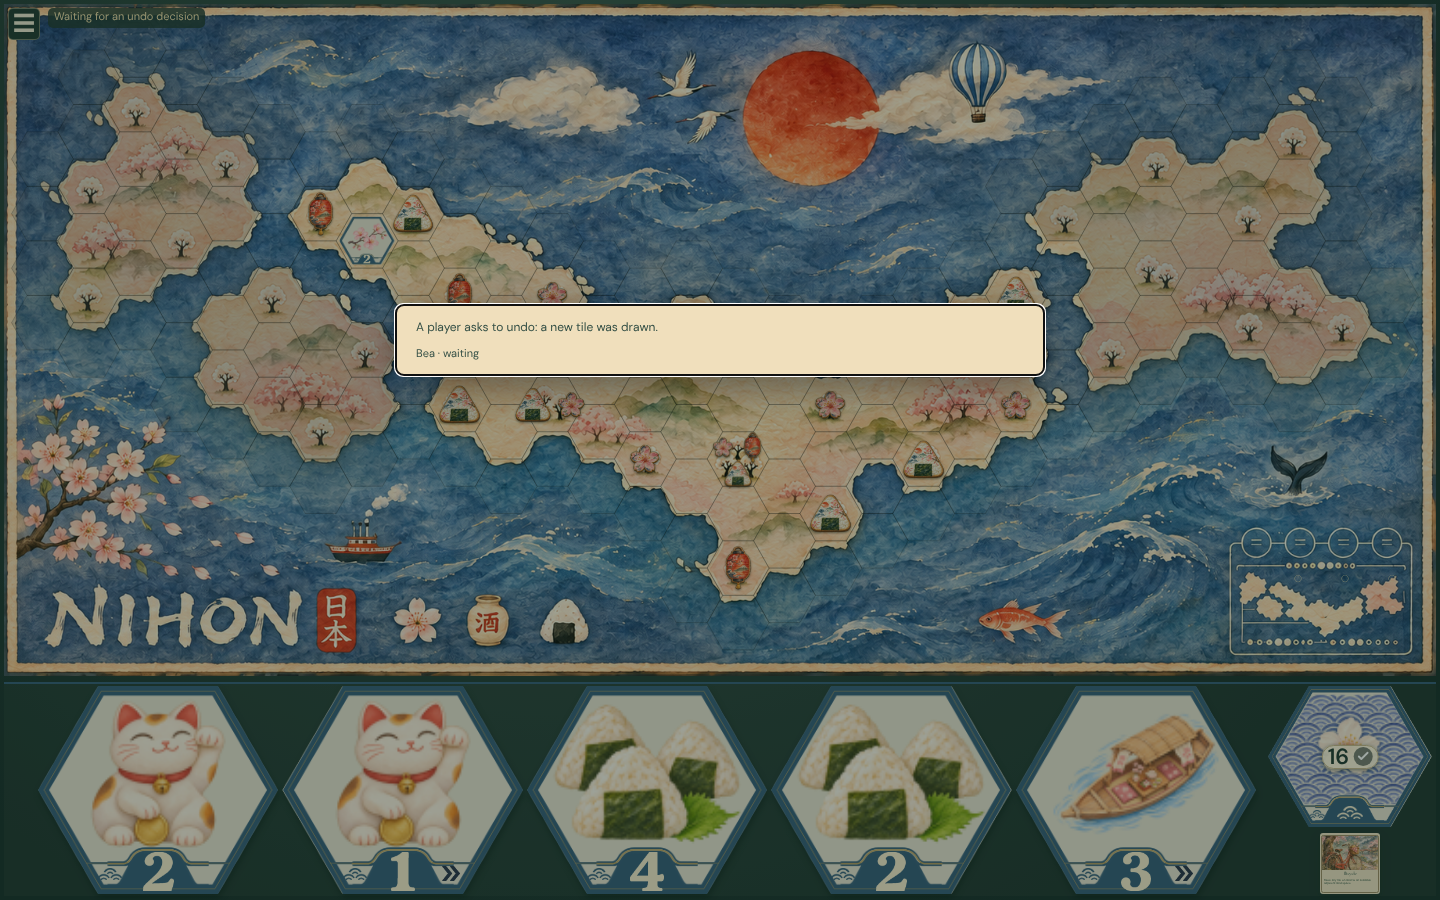 Waiting for an undo decision
2
A player asks to undo: a new tile was drawn.
Bea · waiting
NIHON
日本
酒
16
2
1 »
4
2
3 »